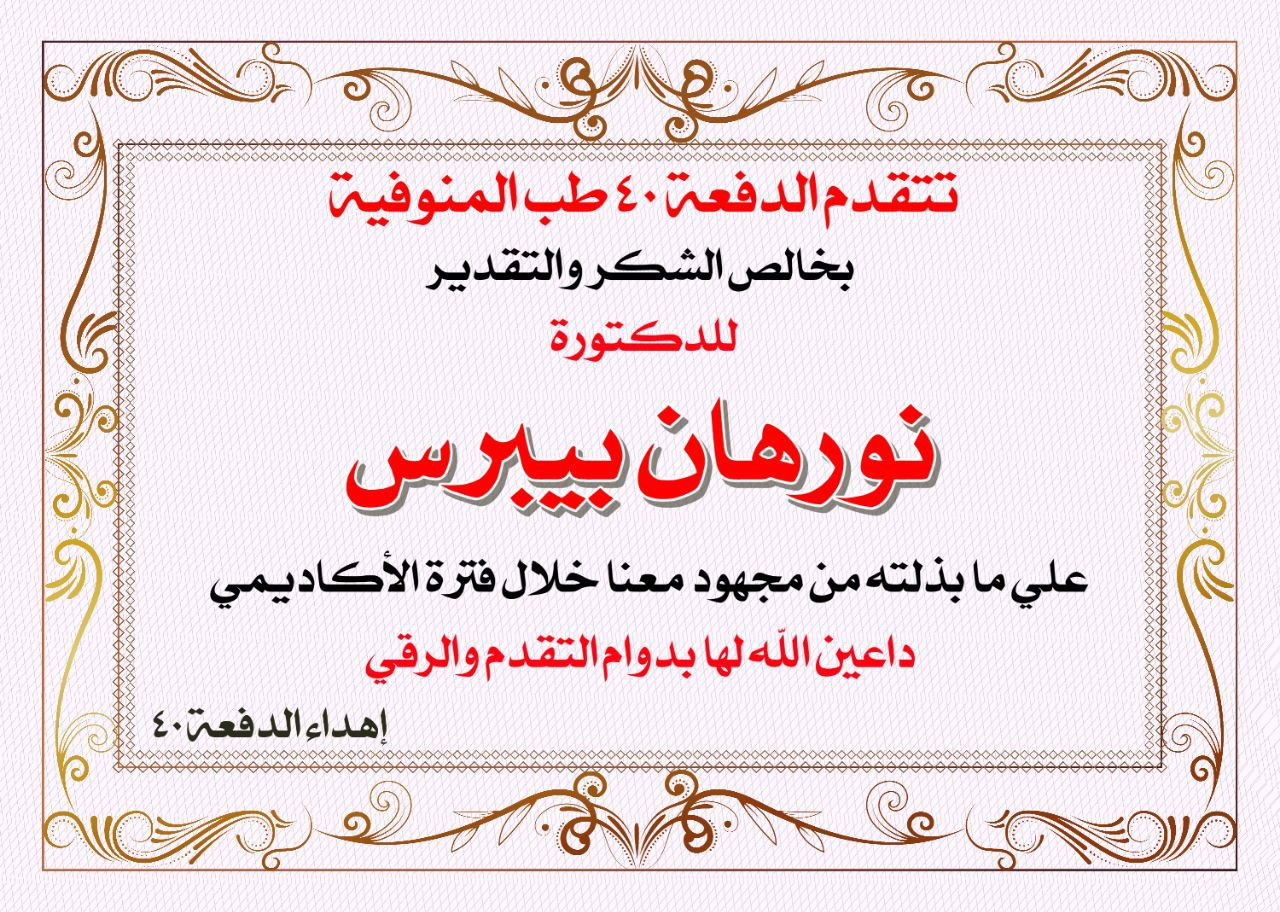 تتقدم الدفعة ٤٠ طب المنوفية
بخالص الشكر والتقدير
للدكتورة
نورهان بيبرس
علي ما بذلته من مجهود معنا خلال فترة الأكاديمي
داعين الله لها بدوام التقدم والرقي
إهداء الدفعة ٤٠